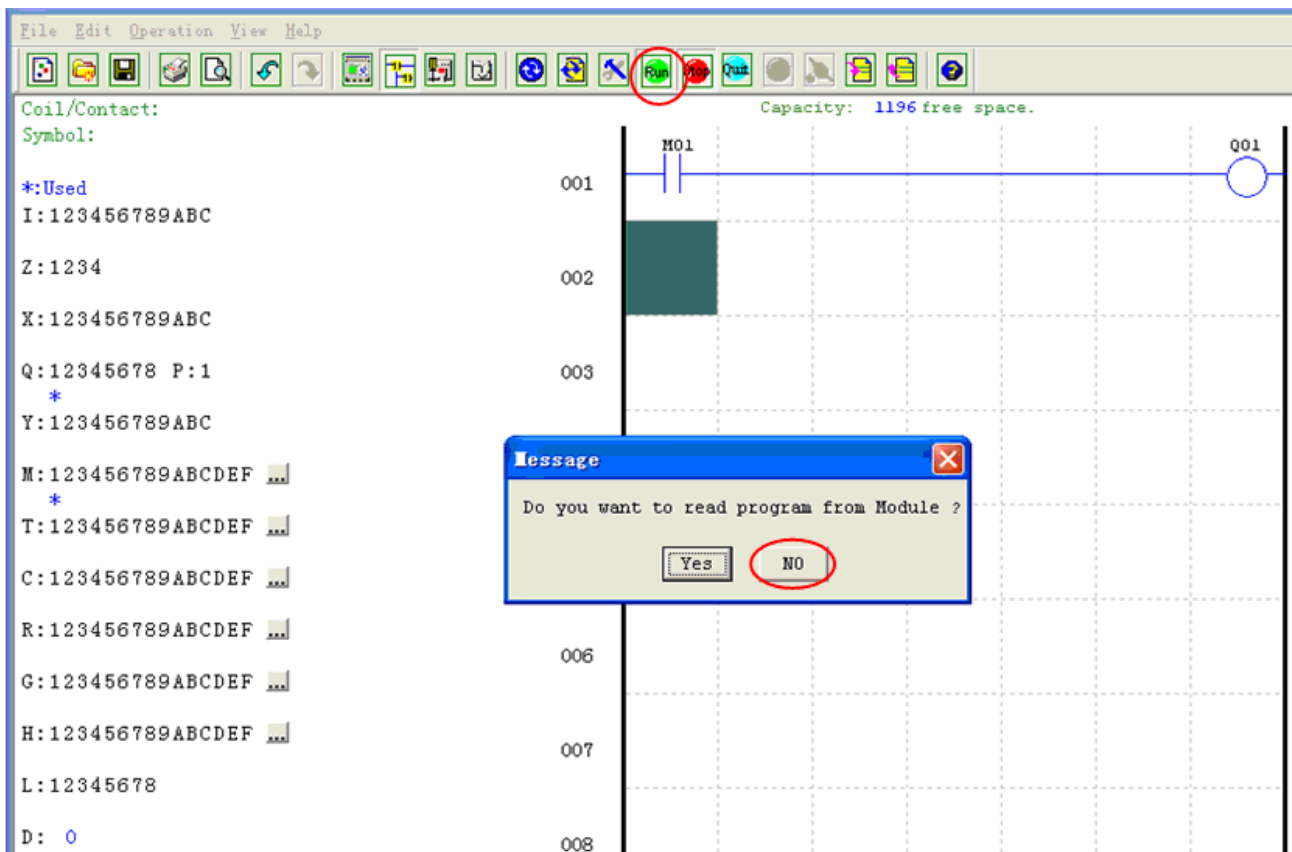 File Edit Operation View Help
Run Stop Quit
Coil/Contact:
Capacity: 1196 free space.
Symbol:
M01
Q01
*:Used
001
I:123456789ABC
Z:1234
002
X:123456789ABC
Q:12345678 P:1
003
*
Y:123456789ABC
Message
M:123456789ABCDEF ...
*
Do you want to read program from Module ?
T:123456789ABCDEF ...
Yes NO
C:123456789ABCDEF ...
R:123456789ABCDEF ...
006
G:123456789ABCDEF ...
H:123456789ABCDEF ...
007
L:12345678
D: 0
008